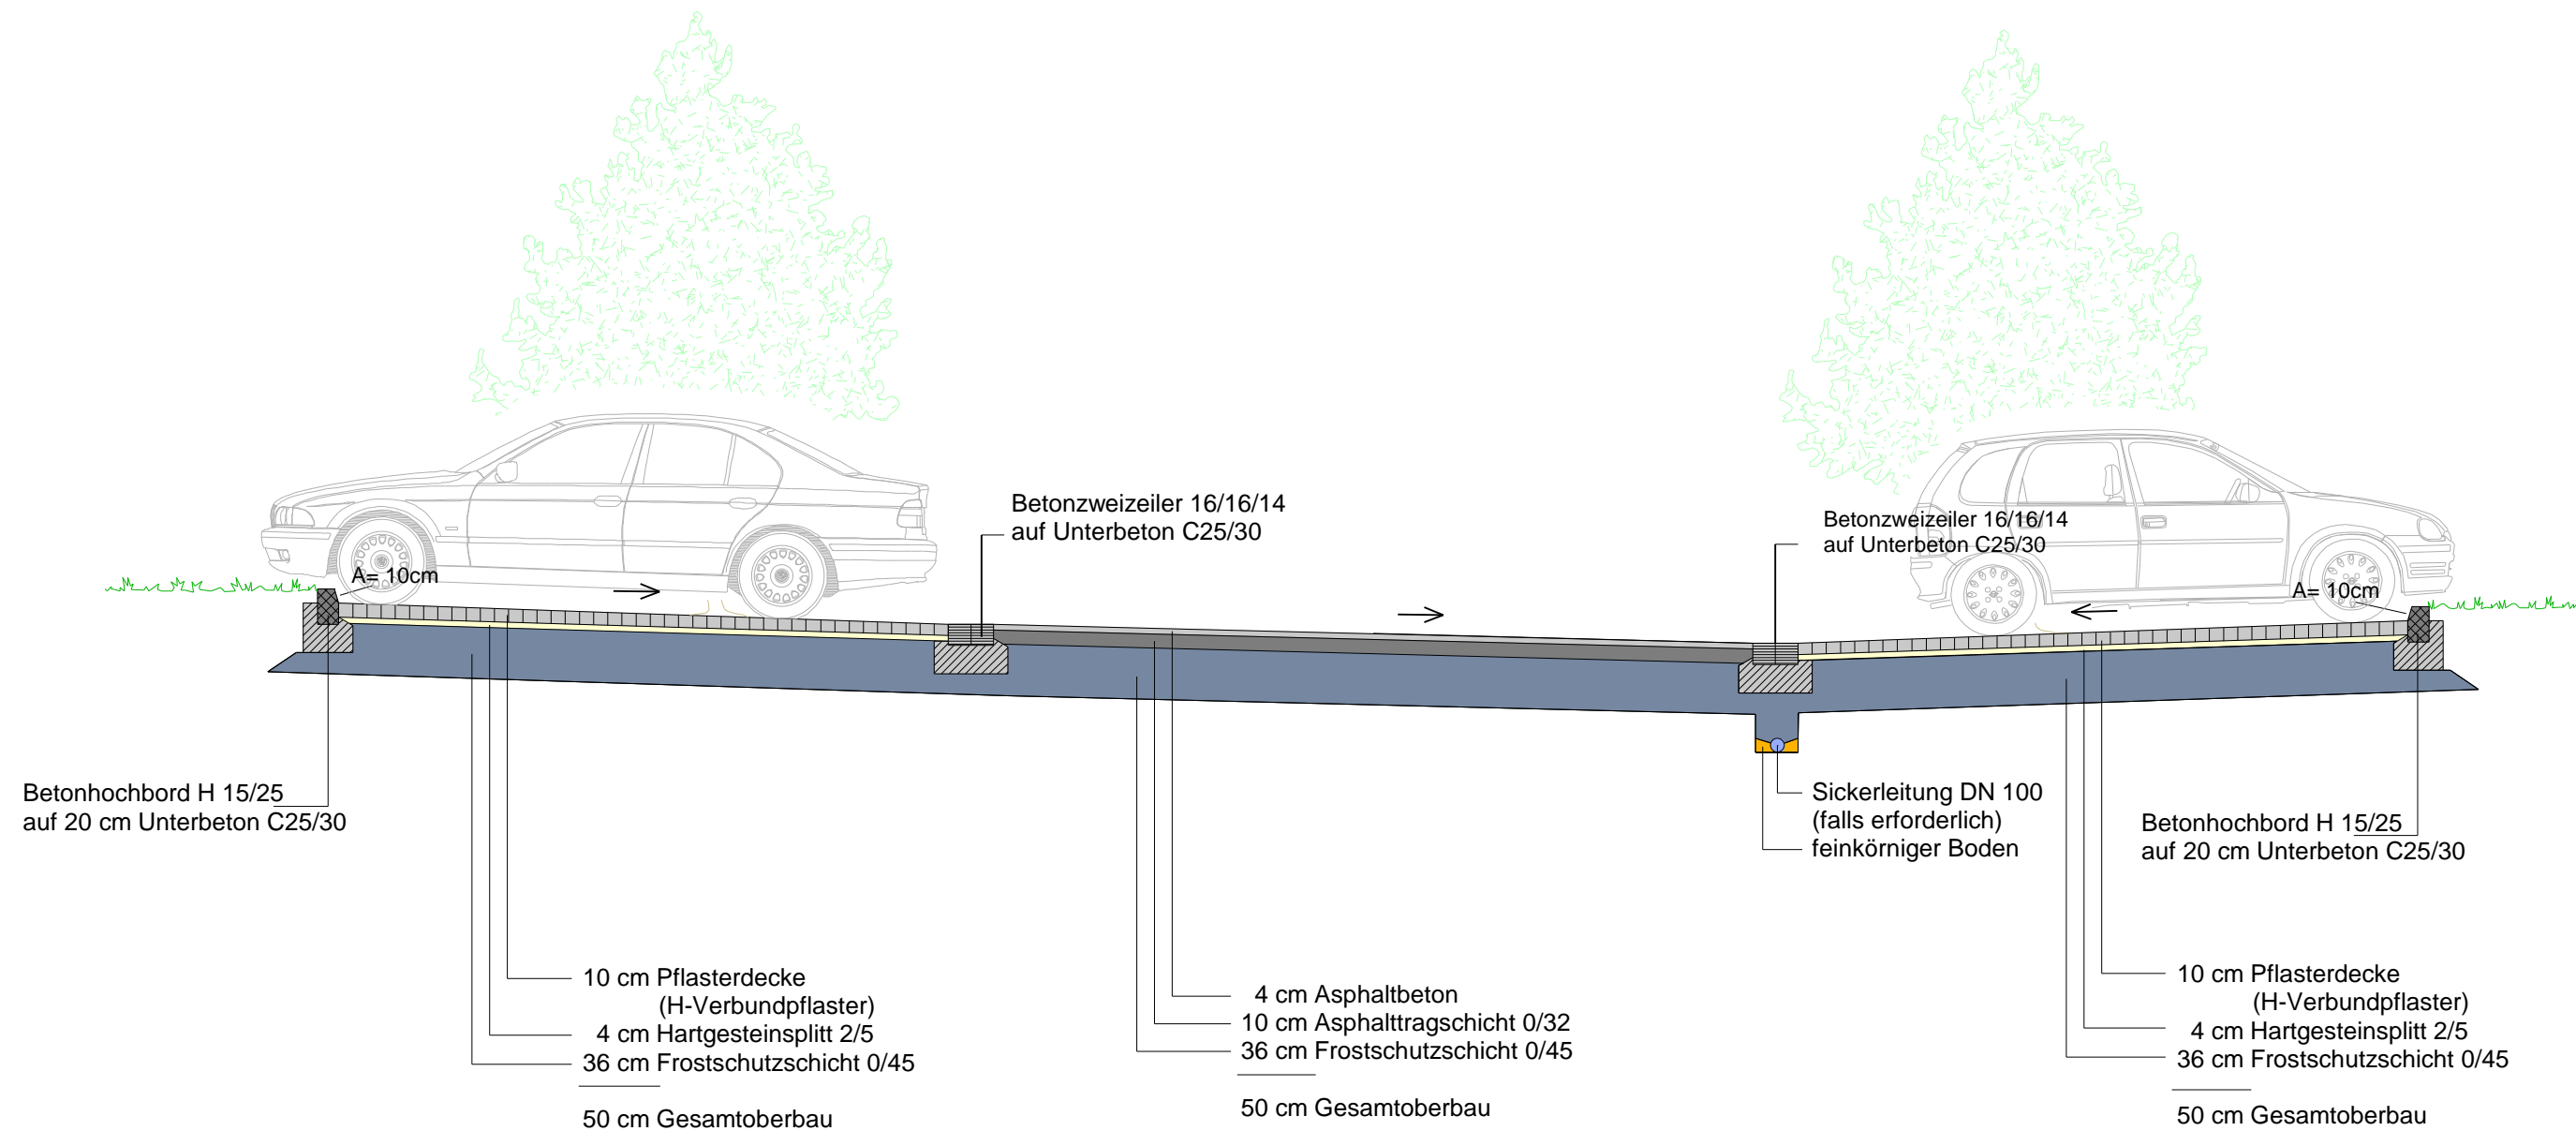 Betonzweizeiler 16/16/14
auf Unterbeton C25/30
Betonzweizeiler 16/16/14
auf Unterbeton C25/30
A= 10cm
A= 10cm
Betonhochbord H 15/25
auf 20 cm Unterbeton C25/30
Sickerleitung DN 100
(falls erforderlich)
feinkörniger Boden
Betonhochbord H 15/25
auf 20 cm Unterbeton C25/30
10 cm Pflasterdecke
(H-Verbundpflaster)
4 cm Hartgesteinsplitt 2/5
36 cm Frostschutzschicht 0/45
50 cm Gesamtoberbau
4 cm Asphaltbeton
10 cm Asphalttragschicht 0/32
36 cm Frostschutzschicht 0/45
50 cm Gesamtoberbau
10 cm Pflasterdecke
(H-Verbundpflaster)
4 cm Hartgesteinsplitt 2/5
36 cm Frostschutzschicht 0/45
50 cm Gesamtoberbau